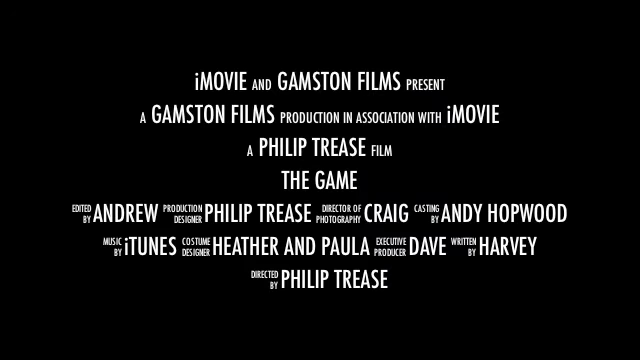 iMOVIE AND GAMSTON FILMS PRESENT
A GAMSTON FILMS PRODUCTION IN ASSOCIATION WITH iMOVIE
A PHILIP TREASE FILM
THE GAME
EDITED BY ANDREW PRODUCTION DESIGNER PHILIP TREASE DIRECTOR OF PHOTOGRAPHY CRAIG CASTING BY ANDY HOPWOOD
MUSIC BY iTUNES COSTUME DESIGNER HEATHER AND PAULA EXECUTIVE PRODUCER DAVE WRITTEN BY HARVEY
DIRECTED BY PHILIP TREASE